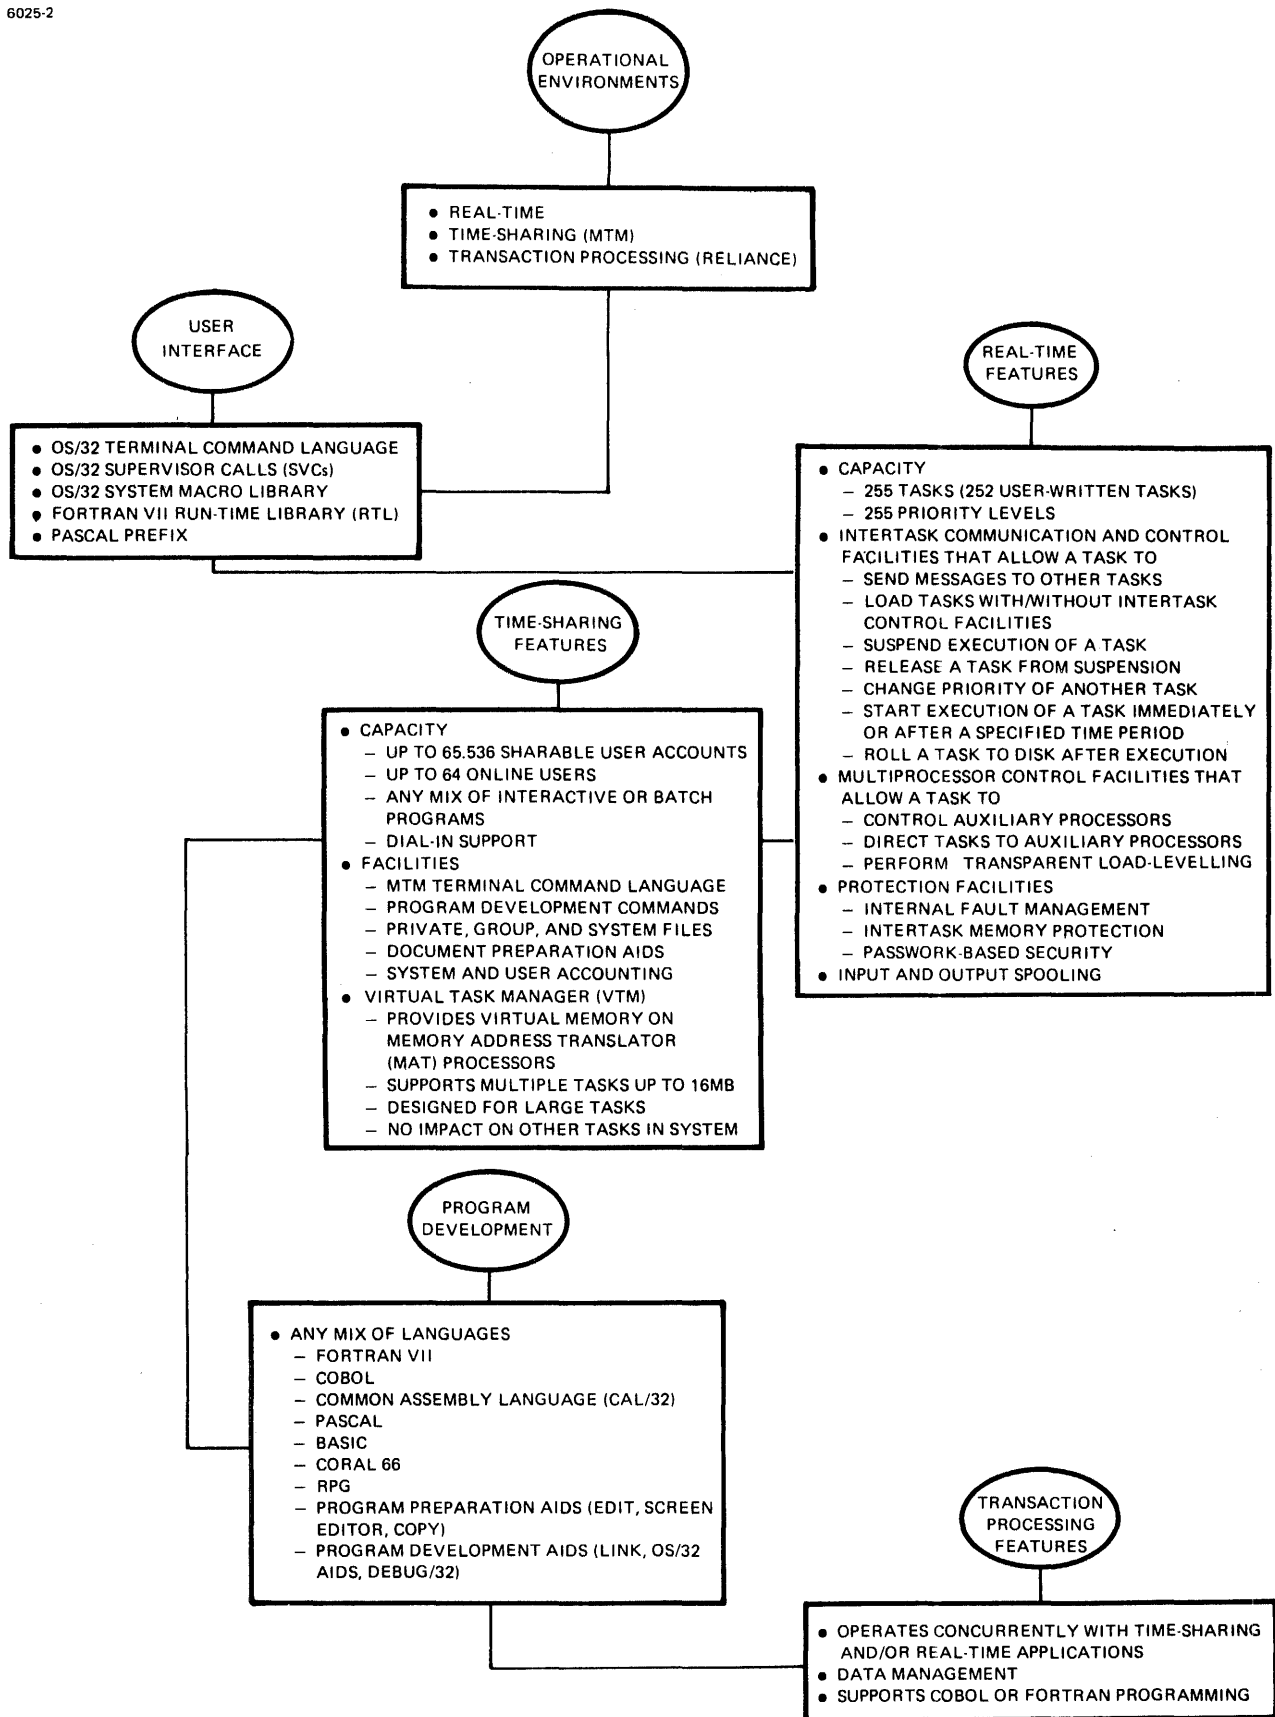 6025-2
OPERATIONAL
ENVIRONMENTS
● REAL-TIME
● TIME-SHARING (MTM)
● TRANSACTION PROCESSING (RELIANCE)
USER
INTERFACE
● OS/32 TERMINAL COMMAND LANGUAGE
● OS/32 SUPERVISOR CALLS (SVCs)
● OS/32 SYSTEM MACRO LIBRARY
● FORTRAN VII RUN-TIME LIBRARY (RTL)
● PASCAL PREFIX
REAL-TIME
FEATURES
● CAPACITY
– 255 TASKS (252 USER-WRITTEN TASKS)
– 255 PRIORITY LEVELS
● INTERTASK COMMUNICATION AND CONTROL
FACILITIES THAT ALLOW A TASK TO
– SEND MESSAGES TO OTHER TASKS
– LOAD TASKS WITH/WITHOUT INTERTASK
CONTROL FACILITIES
– SUSPEND EXECUTION OF A TASK
– RELEASE A TASK FROM SUSPENSION
– CHANGE PRIORITY OF ANOTHER TASK
– START EXECUTION OF A TASK IMMEDIATELY
OR AFTER A SPECIFIED TIME PERIOD
– ROLL A TASK TO DISK AFTER EXECUTION
● MULTIPROCESSOR CONTROL FACILITIES THAT
ALLOW A TASK TO
– CONTROL AUXILIARY PROCESSORS
– DIRECT TASKS TO AUXILIARY PROCESSORS
– PERFORM TRANSPARENT LOAD-LEVELLING
● PROTECTION FACILITIES
– INTERNAL FAULT MANAGEMENT
– INTERTASK MEMORY PROTECTION
– PASSWORK-BASED SECURITY
● INPUT AND OUTPUT SPOOLING
TIME-SHARING
FEATURES
● CAPACITY
– UP TO 65.536 SHARABLE USER ACCOUNTS
– UP TO 64 ONLINE USERS
– ANY MIX OF INTERACTIVE OR BATCH
PROGRAMS
– DIAL-IN SUPPORT
● FACILITIES
– MTM TERMINAL COMMAND LANGUAGE
– PROGRAM DEVELOPMENT COMMANDS
– PRIVATE, GROUP, AND SYSTEM FILES
– DOCUMENT PREPARATION AIDS
– SYSTEM AND USER ACCOUNTING
● VIRTUAL TASK MANAGER (VTM)
– PROVIDES VIRTUAL MEMORY ON
MEMORY ADDRESS TRANSLATOR
(MAT) PROCESSORS
– SUPPORTS MULTIPLE TASKS UP TO 16MB
– DESIGNED FOR LARGE TASKS
– NO IMPACT ON OTHER TASKS IN SYSTEM
PROGRAM
DEVELOPMENT
● ANY MIX OF LANGUAGES
– FORTRAN VII
– COBOL
– COMMON ASSEMBLY LANGUAGE (CAL/32)
– PASCAL
– BASIC
– CORAL 66
– RPG
– PROGRAM PREPARATION AIDS (EDIT, SCREEN
EDITOR, COPY)
– PROGRAM DEVELOPMENT AIDS (LINK, OS/32
AIDS, DEBUG/32)
TRANSACTION
PROCESSING
FEATURES
● OPERATES CONCURRENTLY WITH TIME-SHARING
AND/OR REAL-TIME APPLICATIONS
● DATA MANAGEMENT
● SUPPORTS COBOL OR FORTRAN PROGRAMMING